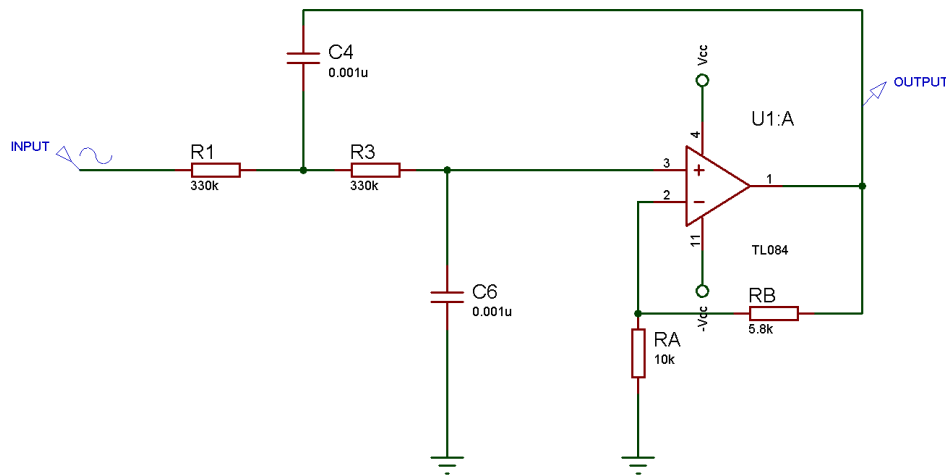 C4
0.001u
Vcc
OUTPUT
U1:A
4
INPUT
R1
330k
R3
330k
3
+
1
2
−
11
TL084
C6
0.001u
-Vcc
RB
5.8k
RA
10k